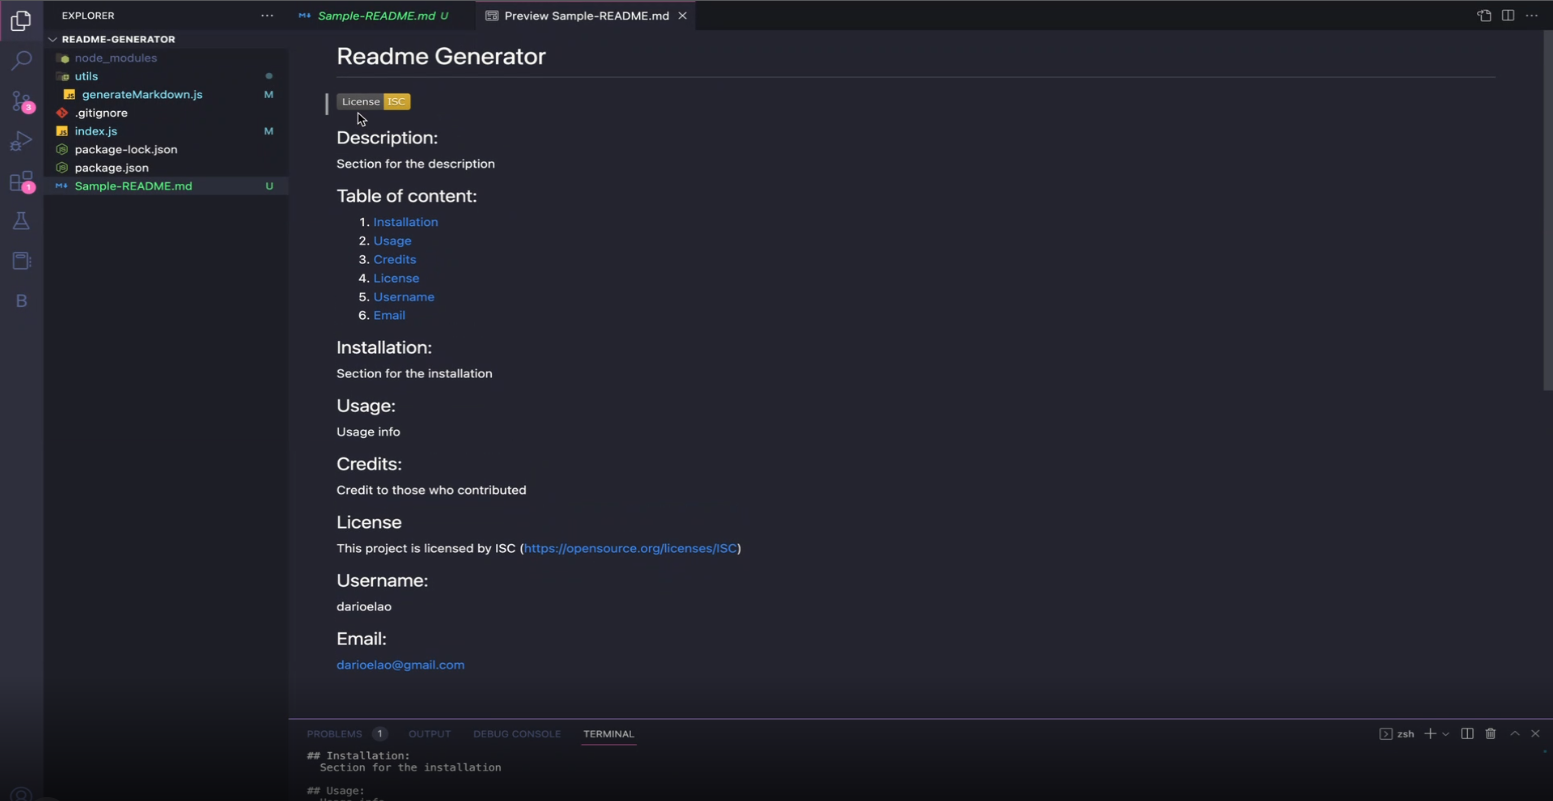 EXPLORER
Sample-README.md U
Preview Sample-README.md
README-GENERATOR
node_modules
utils
generateMarkdown.js M
.gitignore
index.js M
package-lock.json
package.json
Sample-README.md U
3
1
B
Readme Generator
License ISC
Description:
Section for the description
Table of content:
1. Installation
2. Usage
3. Credits
4. License
5. Username
6. Email
Installation:
Section for the installation
Usage:
Usage info
Credits:
Credit to those who contributed
License
This project is licensed by ISC (https://opensource.org/licenses/ISC)
Username:
darioelao
Email:
darioelao@gmail.com
PROBLEMS 1 OUTPUT DEBUG CONSOLE TERMINAL
zsh
## Installation:
Section for the installation
## Usage: